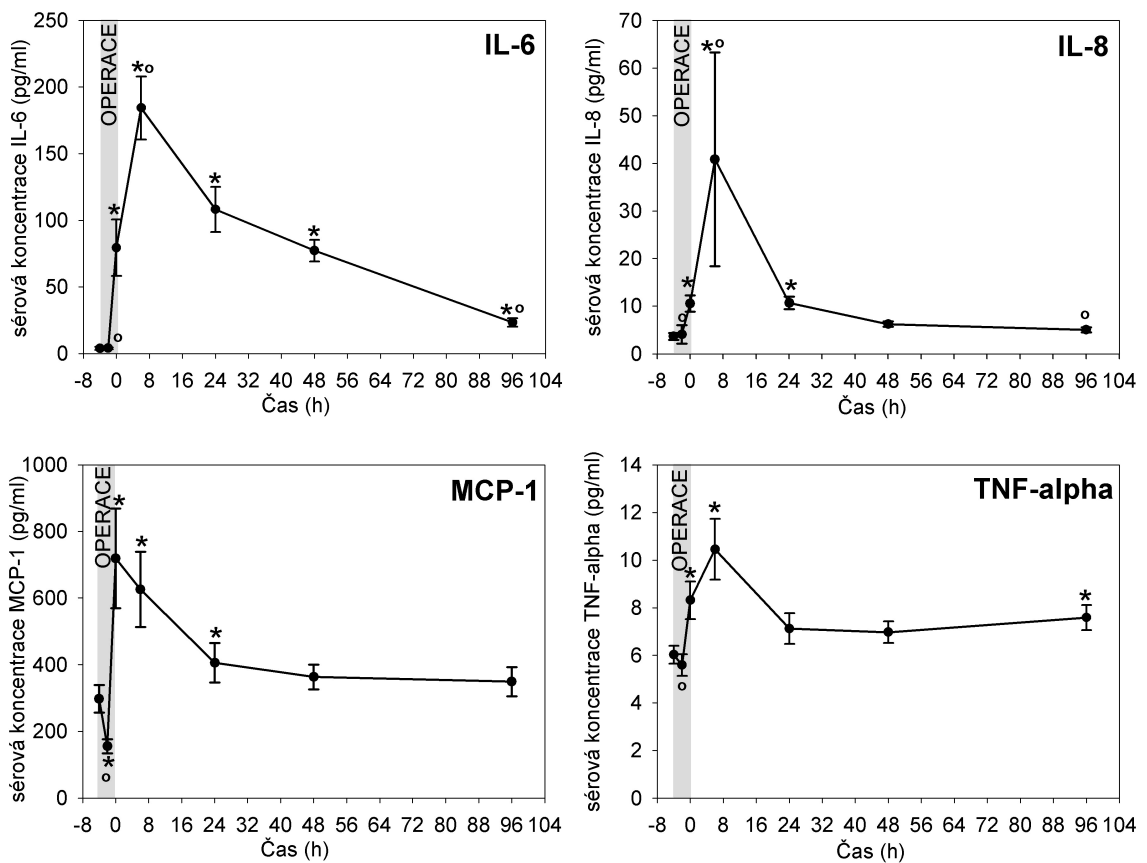 IL-6
OPERACE
sérová koncentrace IL-6 (pg/ml)
250
200
150
100
50
0
*o
*
*
*
*o
o
-8 0 8 16 24 32 40 48 56 64 72 80 88 96 104
Čas (h)
IL-8
OPERACE
sérová koncentrace IL-8 (pg/ml)
70
60
50
40
30
20
10
0
*o
*
*
o
o
-8 0 8 16 24 32 40 48 56 64 72 80 88 96 104
Čas (h)
MCP-1
OPERACE
sérová koncentrace MCP-1 (pg/ml)
1000
800
600
400
200
0
*
*
*
*
o
-8 0 8 16 24 32 40 48 56 64 72 80 88 96 104
Čas (h)
TNF-alpha
OPERACE
sérová koncentrace TNF-alpha (pg/ml)
14
12
10
8
6
4
2
0
*
*
*
o
-8 0 8 16 24 32 40 48 56 64 72 80 88 96 104
Čas (h)